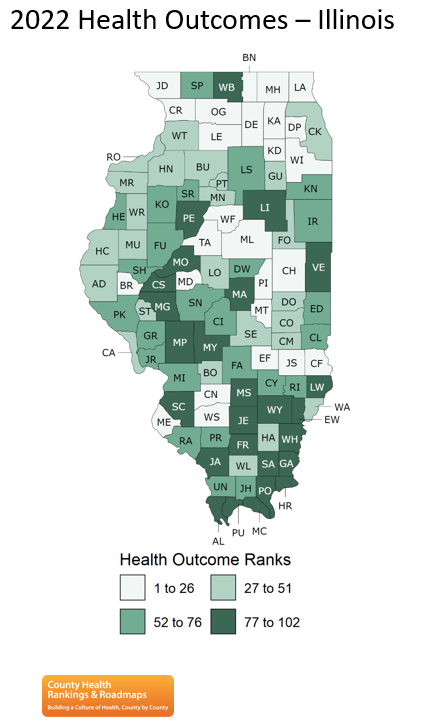 2022 Health Outcomes – Illinois
BN
JD SP WB MH LA
CR OG DE KA DP CK
WT LE
KD WI
RO HN BU LS GU
MR PT KN
SR MN
HE WR KO PE WF LI IR
HC MU FU TA ML FO
MO CH VE
SH LO DW
AD BR CS MD PI
MA
PK ST MG SN MT DO ED
CI CO
GR SE CM CL
CA JR MP MY
FA EF JS CF
MI BO
CN MS CY RI LW
SC WA
ME WS JE WY EW
RA PR FR HA WH
JA WL SA GA
UN JH PO
HR
PU MC
AL
Health Outcome Ranks
1 to 26 27 to 51
52 to 76 77 to 102
County Health
Rankings & Roadmaps
Building a Culture of Health, County by County